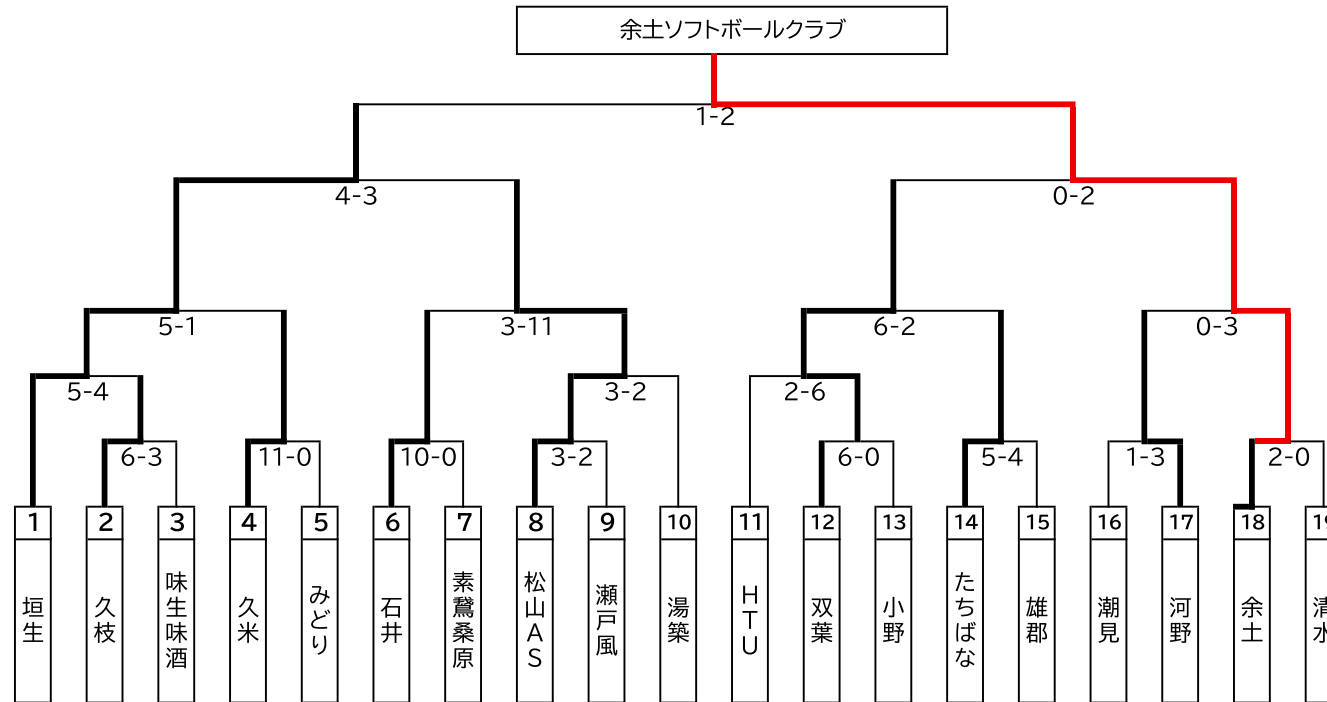 余土ソフトボールクラブ
1-2
4-3
0-2
5-1
3-11
6-2
0-3
5-4
3-2
2-6
6-3
11-0
10-0
3-2
6-0
5-4
1-3
2-0
1
2
3
4
5
6
7
8
9
10
11
12
13
14
15
16
17
18
19
垣生
久枝
味生味酒
久米
みどり
石井
素鵞桑原
松山AS
瀬戸風
湯築
HTU
双葉
小野
たちばな
雄郡
潮見
河野
余土
清水